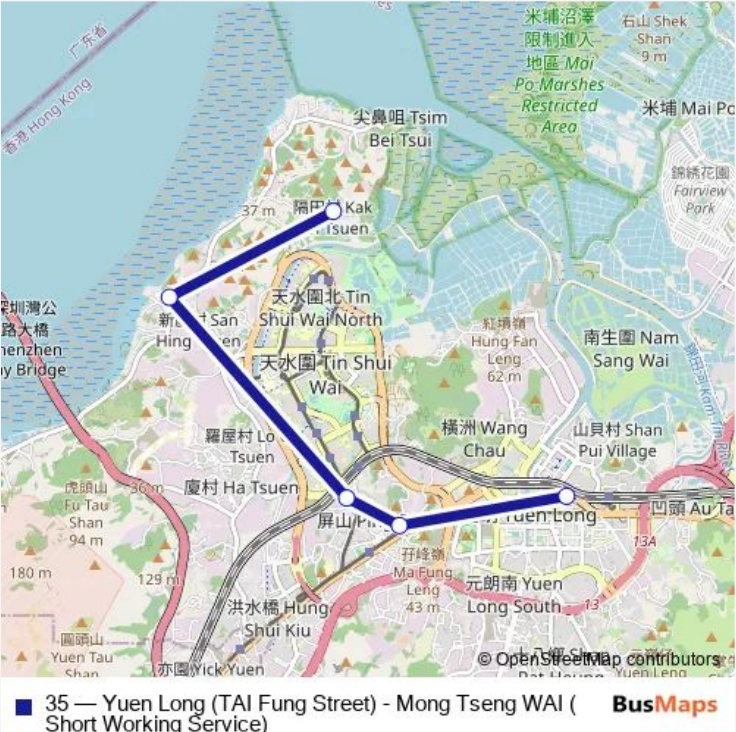 广东省
香港 Hong Kong
米埔沼澤
限制進入
地區 Mai
Po Marshes
Restricted
Area
石山 Shek
Shan
9 m
米埔 Mai Po
尖鼻咀 Tsim
Bei Tsui
錦綉花園
Fairview
Park
37 m
隔田 Kak
Tsuen
深圳灣公
路大橋
henzhen
ay Bridge
San
Hing
天水圍北 Tin
Shui Wai North
紅墳嶺
Hung Fan
Leng
62 m
南生圍 Nam
Sang Wai
天水圍 Tin Shui
Wai
羅屋村 Lo
Tsuen
橫洲 Wang
Chau
山貝村 Shan
Pui Village
虎頭山
Fu Tau
Shan
94 m
36 m
廈村 Ha Tsuen
屏山
Yuen Long
凹頭 Au Ta
13A
180 m
129 m
孖峰嶺
Ma Fung
Leng
43 m
元朗南 Yuen
Long South
13
洪水橋 Hung
Shui Kiu
圓頭山
Yuen Tau
Shan
亦園 Yick Yuen
© OpenStreetMap contributors
35 — Yuen Long (TAI Fung Street) - Mong Tseng WAI (
Short Working Service)
BusMaps